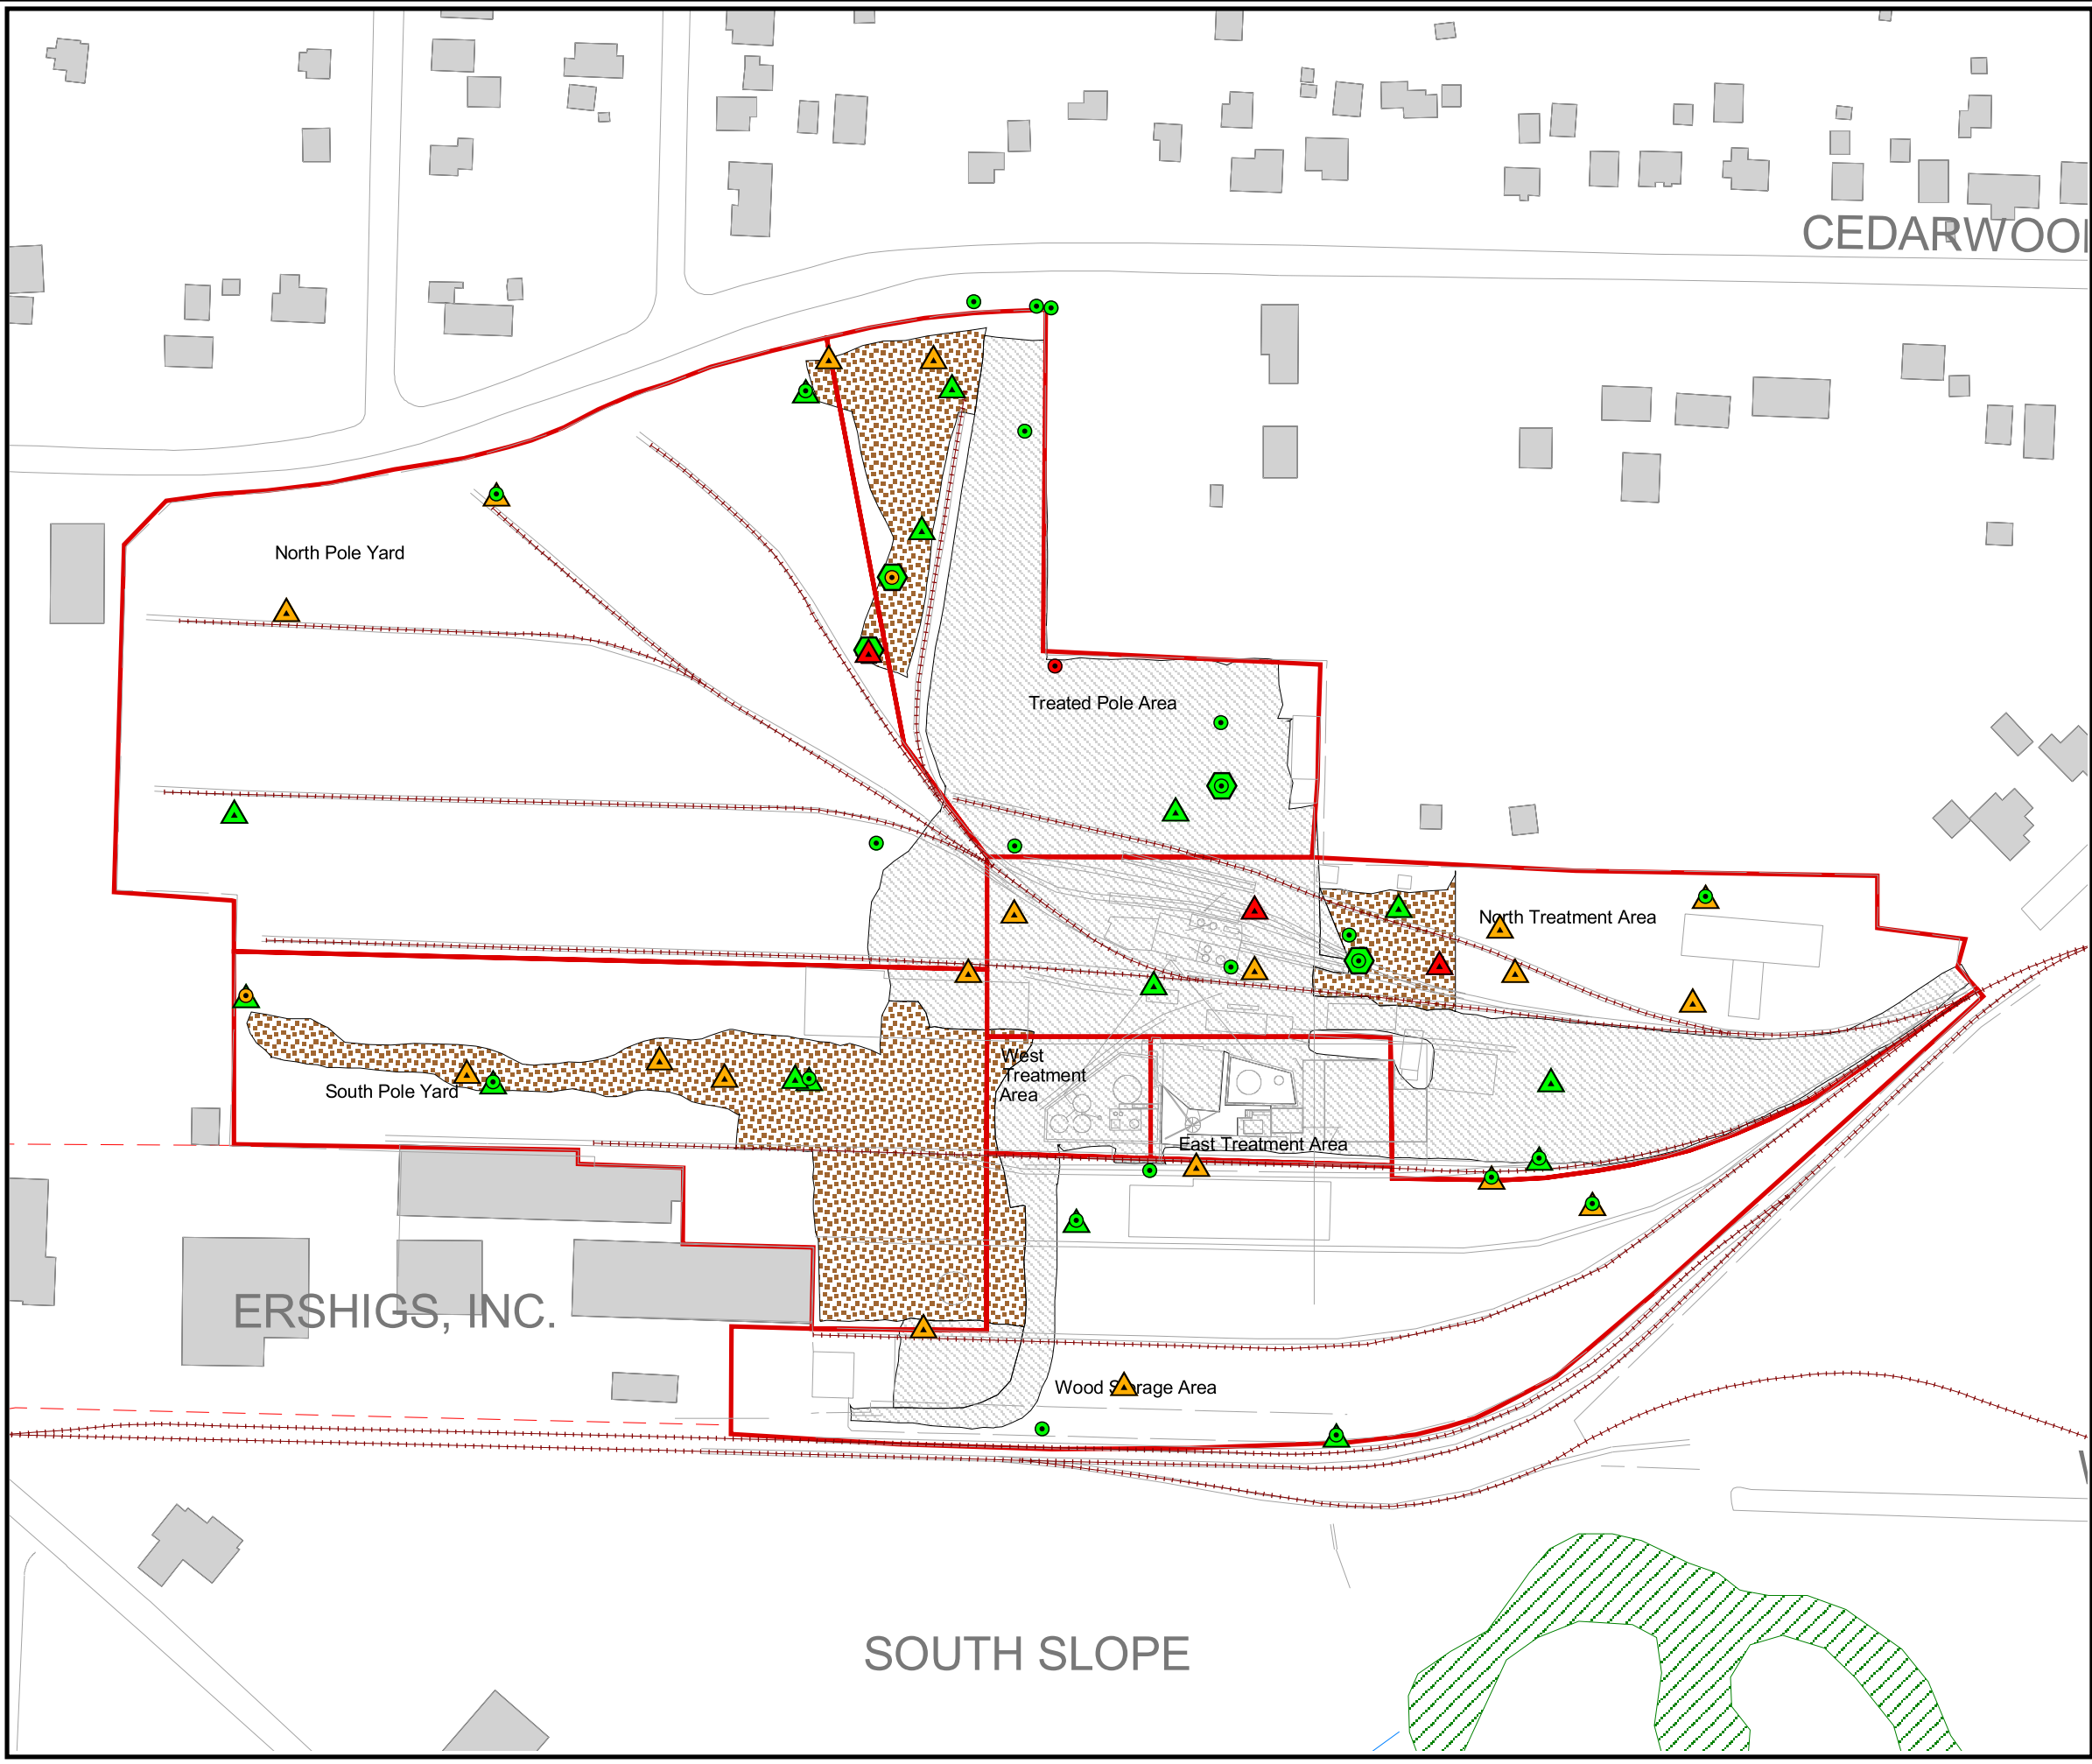 CEDARWOO
North Pole Yard
Treated Pole Area
North Treatment Area
West
Treatment
Area
South Pole Yard
East Treatment Area
ERSHIGS, INC.
Wood Storage Area
SOUTH SLOPE